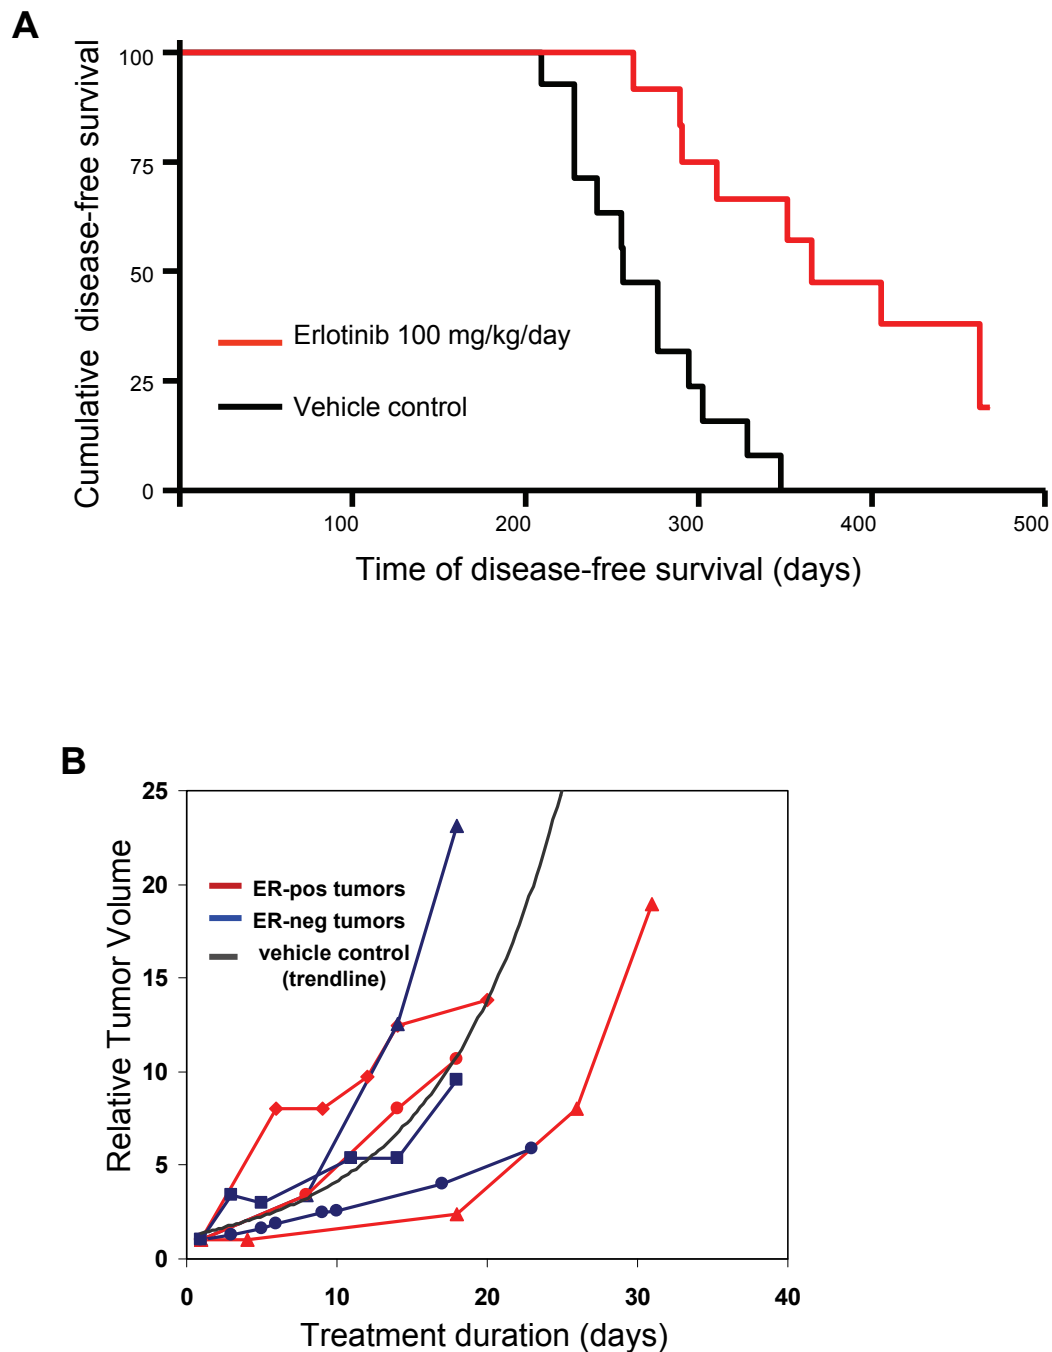 A
Cumulative disease-free survival
100
75
50
25
0
Erlotinib 100 mg/kg/day
Vehicle control
100 200 300 400 500
Time of disease-free survival (days)
B
Relative Tumor Volume
25
20
15
10
5
0
ER-pos tumors
ER-neg tumors
vehicle control
(trendline)
0 10 20 30 40
Treatment duration (days)